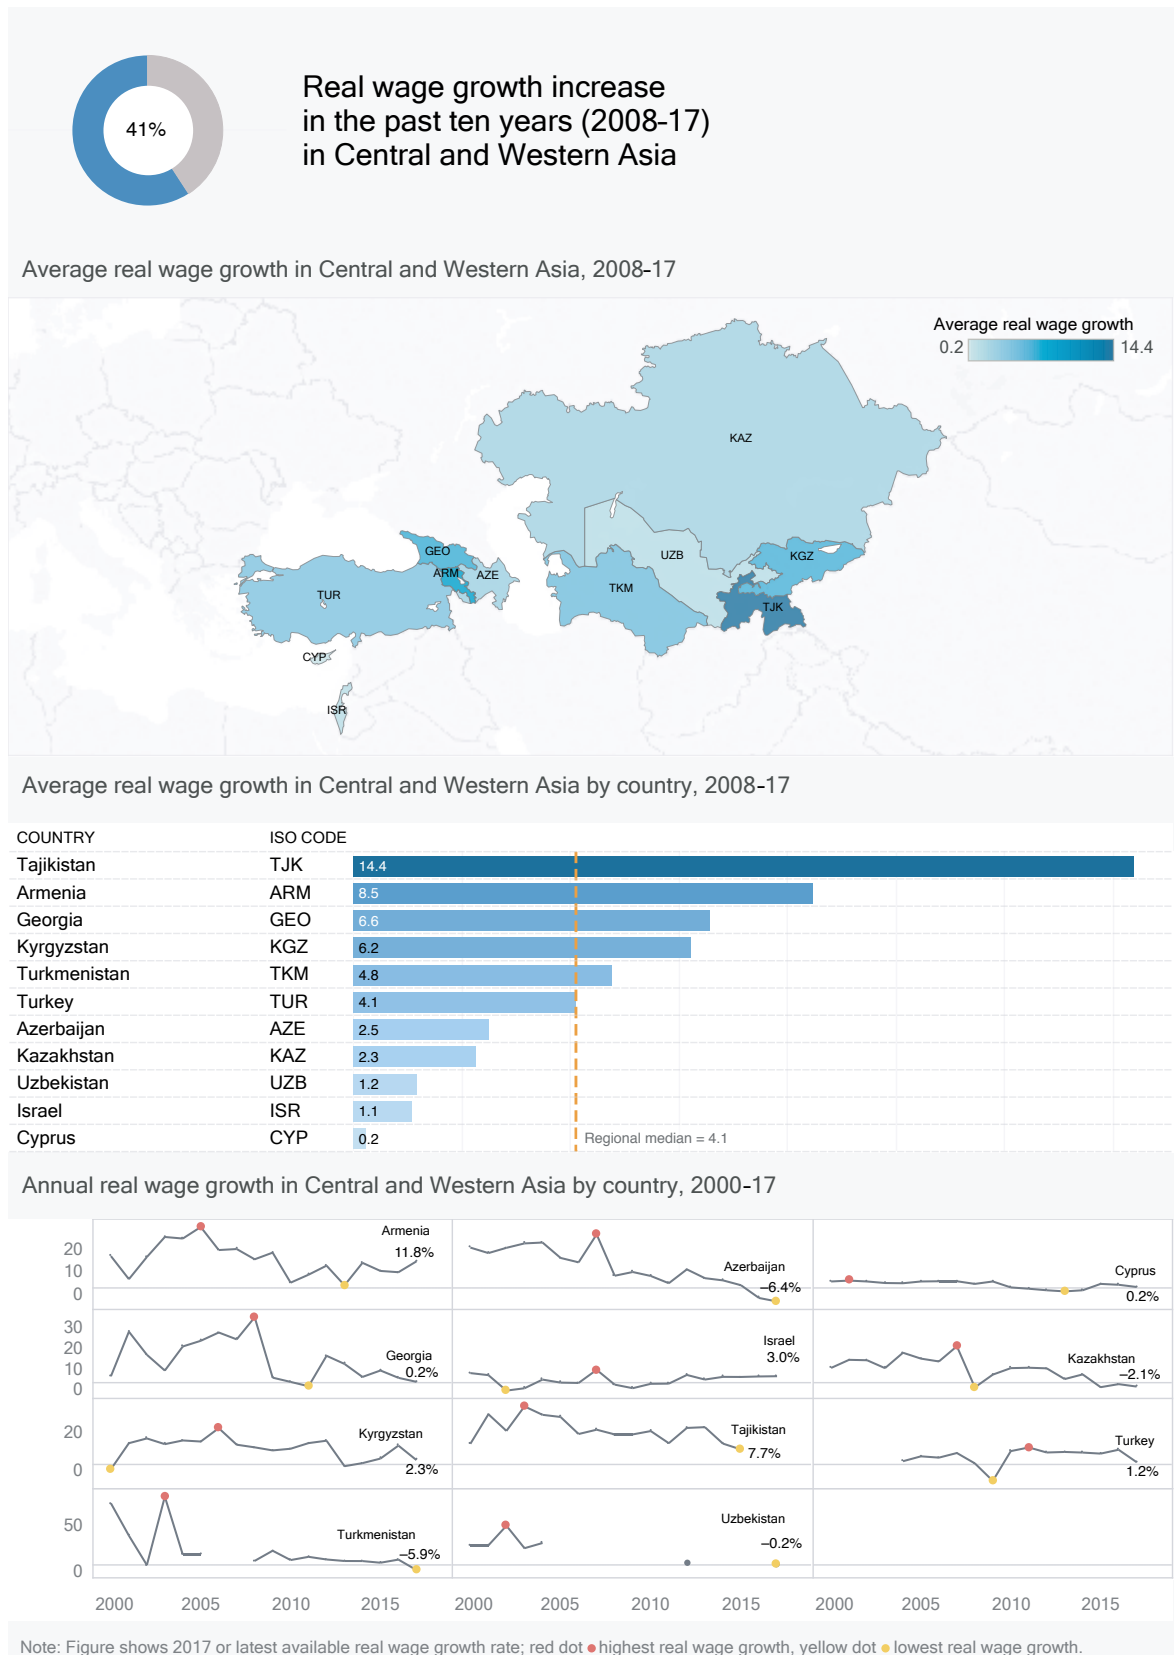 41%
Real wage growth increase
in the past ten years (2008-17)
in Central and Western Asia
Average real wage growth in Central and Western Asia, 2008-17
Average real wage growth
0.2 14.4
KAZ
GEO
ARM
AZE
UZB
KGZ
TUR
TKM
TJK
CYP
ISR
Average real wage growth in Central and Western Asia by country, 2008-17
COUNTRY ISO CODE
Tajikistan TJK 14.4
Armenia ARM 8.5
Georgia GEO 6.6
Kyrgyzstan KGZ 6.2
Turkmenistan TKM 4.8
Turkey TUR 4.1
Azerbaijan AZE 2.5
Kazakhstan KAZ 2.3
Uzbekistan UZB 1.2
Israel ISR 1.1
Cyprus CYP 0.2 Regional median = 4.1
Annual real wage growth in Central and Western Asia by country, 2000-17
20
10
0
Armenia
11.8%
Azerbaijan
–6.4%
Cyprus
0.2%
30
20
10
0
Georgia
0.2%
Israel
3.0%
Kazakhstan
–2.1%
20
0
Kyrgyzstan
2.3%
Tajikistan
7.7%
Turkey
1.2%
50
0
Turkmenistan
–5.9%
Uzbekistan
–0.2%
2000 2005 2010 2015 2000 2005 2010 2015 2000 2005 2010 2015
Note: Figure shows 2017 or latest available real wage growth rate; red dot highest real wage growth, yellow dot lowest real wage growth.